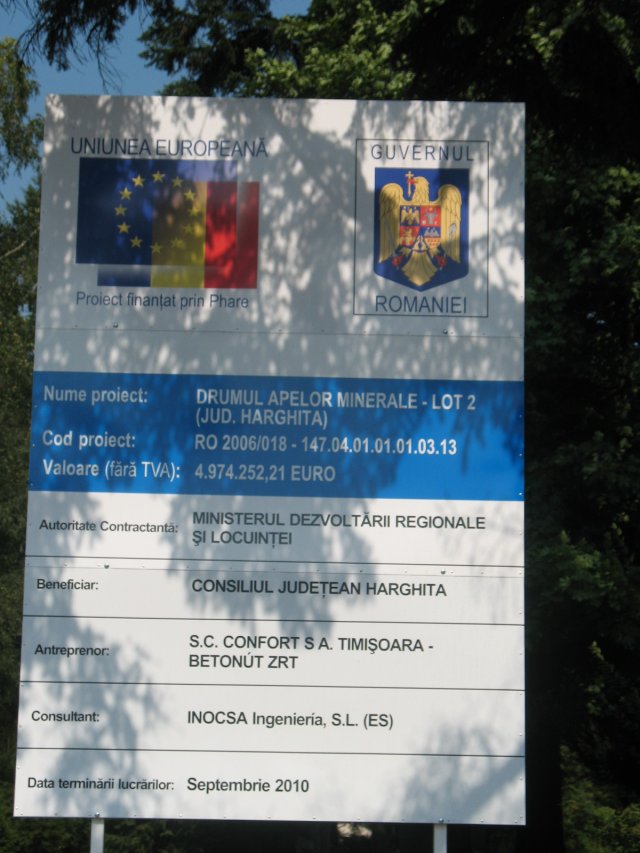 UNIUNEA EUROPEANĂ
Proiect finanțat prin Phare
GUVERNUL
ROMANIEI
Nume proiect: DRUMUL APELOR MINERALE - LOT 2
(JUD. HARGHITA)
Cod proiect: RO 2006/018 - 147.04.01.01.01.03.13
Valoare (fără TVA): 4.974.252,21 EURO
Autoritate Contractantă: MINISTERUL DEZVOLTĂRII REGIONALE
ȘI LOCUINȚEI
Beneficiar: CONSILIUL JUDEȚEAN HARGHITA
Antreprenor: S.C. CONFORT S A. TIMIȘOARA -
BETONÚT ZRT
Consultant: INOCSA Ingenieria, S.L. (ES)
Data terminării lucrărilor: Septembrie 2010